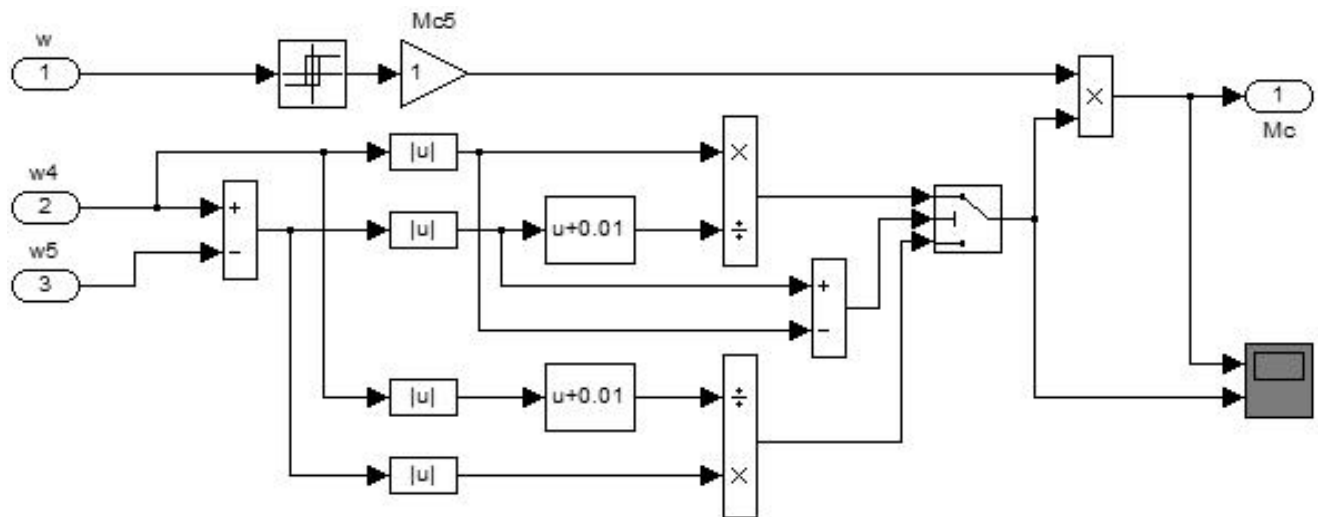 Mc5
w
1
1
×
1
Mc
w4
2
|u|
×
+
−
|u|
u+0.01
÷
w5
3
+
−
|u|
u+0.01
÷
|u|
×